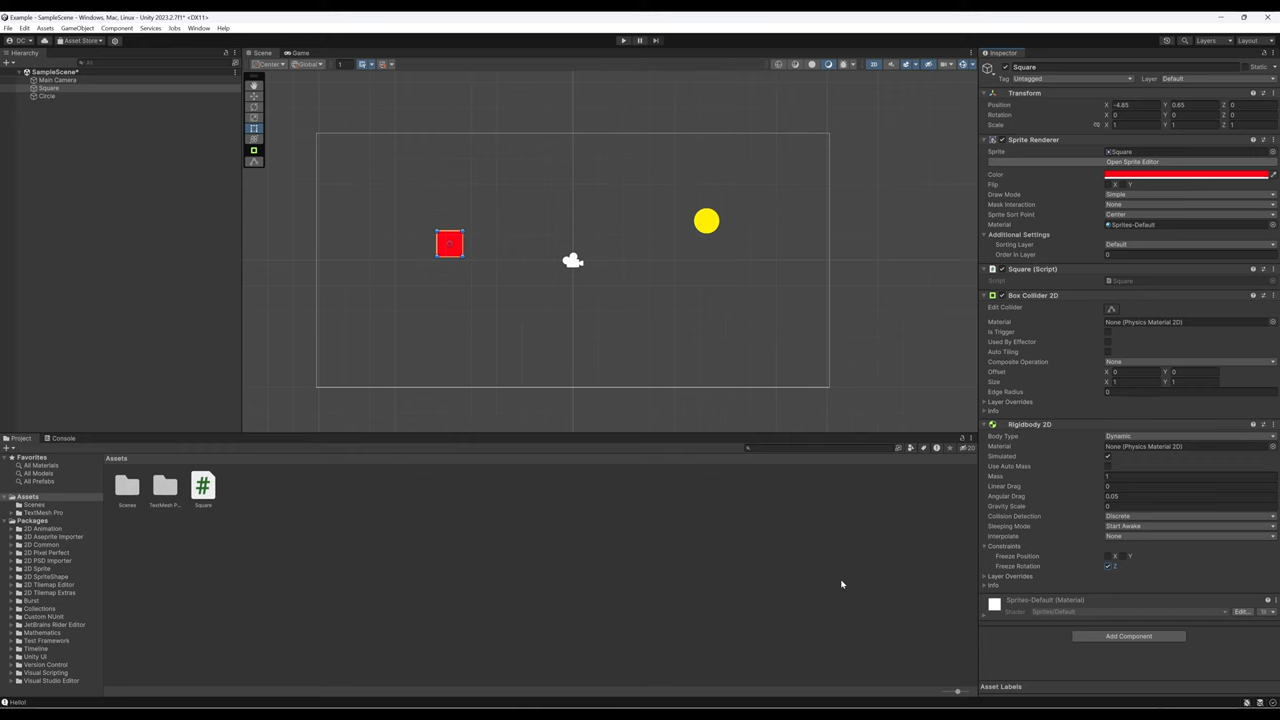 Example - SampleScene - Windows, Mac, Linux - Unity 2023.2.7f1* <DX11>
File Edit Assets GameObject Component Services Jobs Window Help
DC Asset Store Layers Layout
Hierarchy
All
SampleScene*
Main Camera
Square
Circle
Scene Game
Center Global 1 2D
Inspector
Square Static
Tag Untagged Layer Default
Transform
Position X -4.85 Y 0.65 Z 0
Rotation X 0 Y 0 Z 0
Scale X 1 Y 1 Z 1
Sprite Renderer
Sprite Square
Open Sprite Editor
Color
Flip X Y
Draw Mode Simple
Mask Interaction None
Sprite Sort Point Center
Material Sprites-Default
Additional Settings
Sorting Layer Default
Order in Layer 0
Square (Script)
Script Square
Box Collider 2D
Edit Collider
Material None (Physics Material 2D)
Is Trigger
Used By Effector
Auto Tiling
Composite Operation None
Offset X 0 Y 0
Size X 1 Y 1
Edge Radius 0
Layer Overrides
Info
Rigidbody 2D
Body Type Dynamic
Material None (Physics Material 2D)
Simulated
Use Auto Mass
Mass 1
Linear Drag 0
Angular Drag 0.05
Gravity Scale 0
Collision Detection Discrete
Sleeping Mode Start Awake
Interpolate None
Constraints
Freeze Position X Y
Freeze Rotation Z
Layer Overrides
Info
Sprites-Default (Material)
Shader Sprites/Default Edit...
Add Component
Asset Labels
Project Console
20
Favorites
All Materials
All Models
All Prefabs
Assets
Scenes
TextMesh Pro
Packages
2D Animation
2D Aseprite Importer
2D Common
2D Pixel Perfect
2D PSD Importer
2D Sprite
2D SpriteShape
2D Tilemap Editor
2D Tilemap Extras
Burst
Collections
Custom NUnit
JetBrains Rider Editor
Mathematics
Test Framework
Timeline
Unity UI
Version Control
Visual Scripting
Visual Studio Editor
Assets
Scenes TextMesh P... Square
Hello!